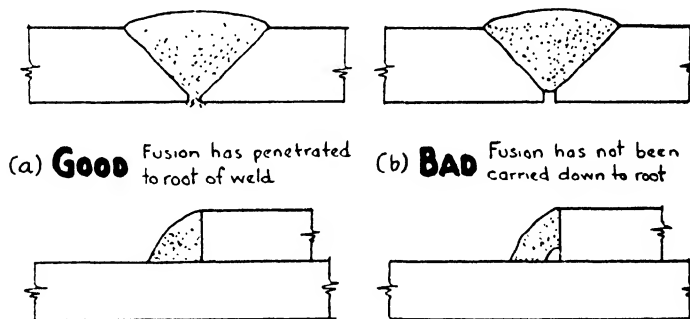 (a) GOOD Fusion has penetrated
to root of weld
(b) BAD Fusion has not been
carried down to root